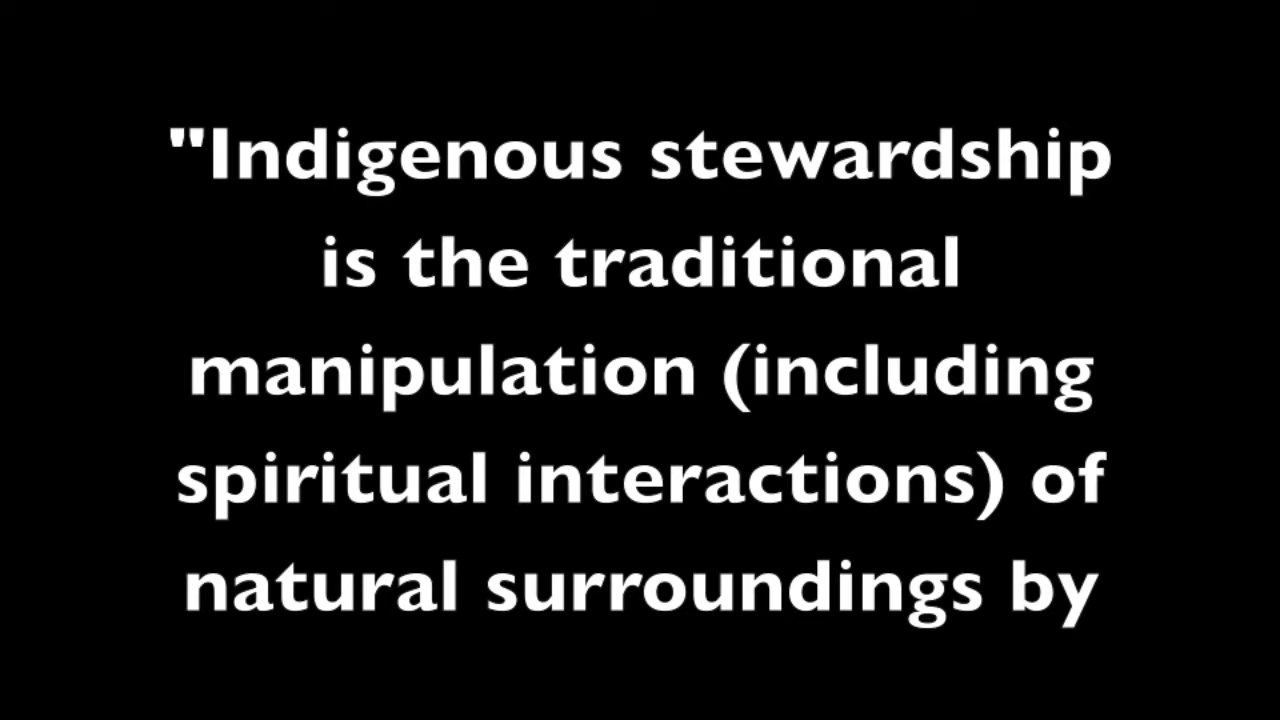 "Indigenous stewardship
is the traditional
manipulation (including
spiritual interactions) of
natural surroundings by